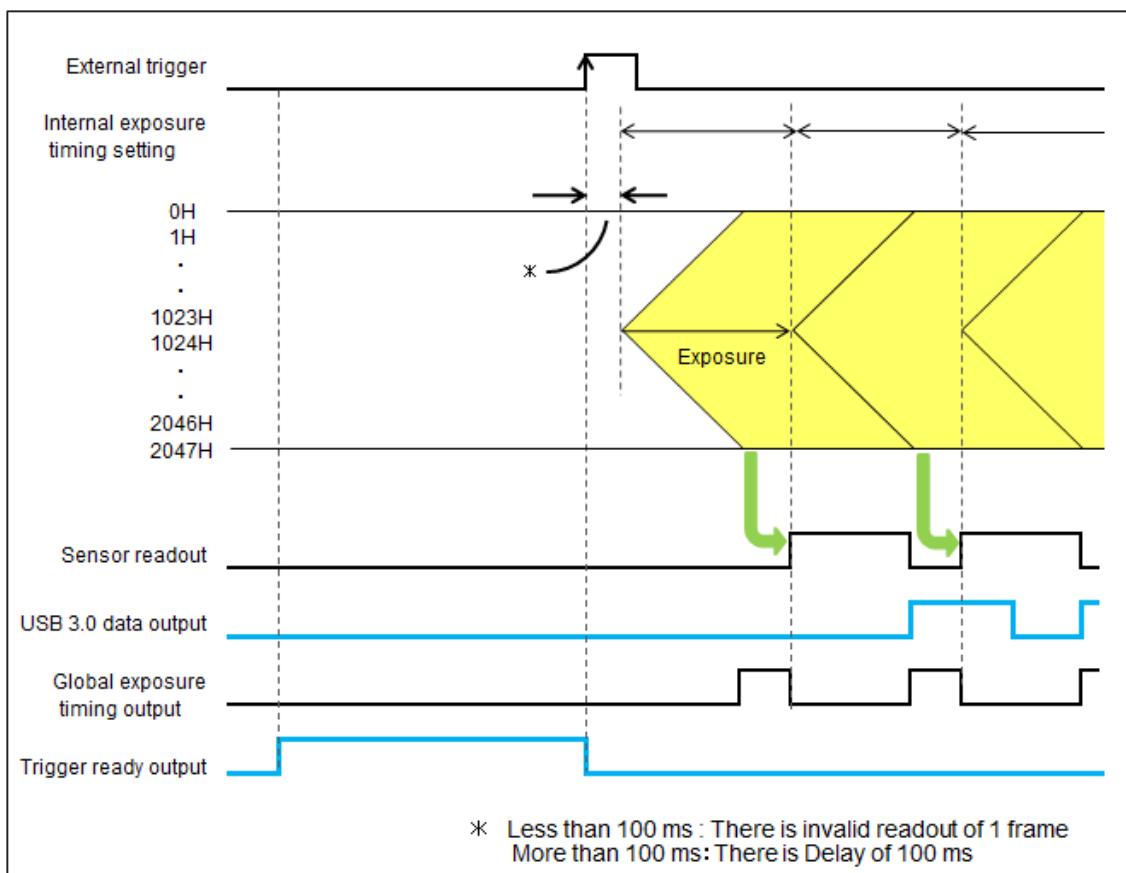 External trigger
Internal exposure
timing setting
0H
1H
.
.
1023H
1024H
.
.
2046H
2047H
*
Exposure
Sensor readout
USB 3.0 data output
Global exposure
timing output
Trigger ready output
* Less than 100 ms : There is invalid readout of 1 frame
More than 100 ms: There is Delay of 100 ms